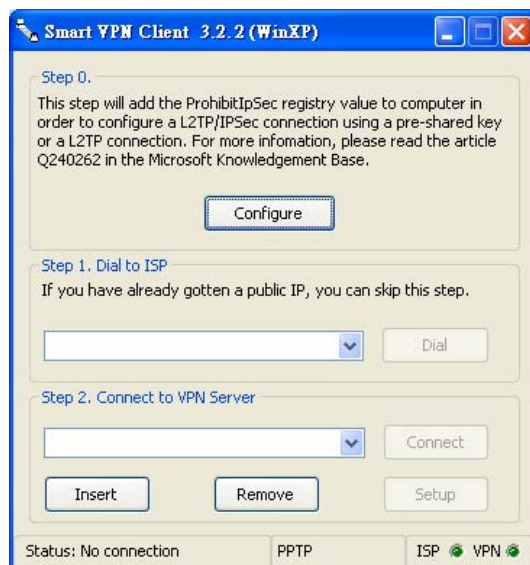 Smart VPN Client 3.2.2 (WinXP)
Step 0.
This step will add the ProhibitIpSec registry value to computer in
order to configure a L2TP/IPSec connection using a pre-shared key
or a L2TP connection. For more infomation, please read the article
Q240262 in the Microsoft Knowledgement Base.
Configure
Step 1. Dial to ISP
If you have already gotten a public IP, you can skip this step.
Dial
Step 2. Connect to VPN Server
Connect
Insert
Remove
Setup
Status: No connection
PPTP
ISP
VPN